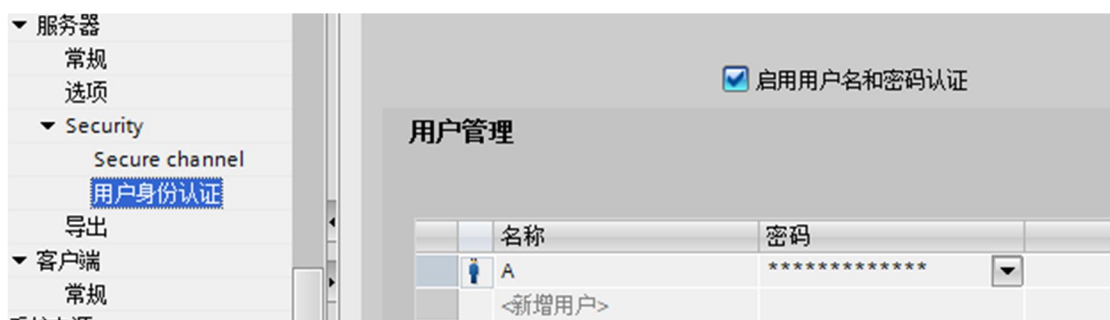 服务器
常规
选项
Security
Secure channel
用户身份认证
导出
客户端
常规
启用用户名和密码认证
用户管理
名称 密码
A *************
<新增用户>